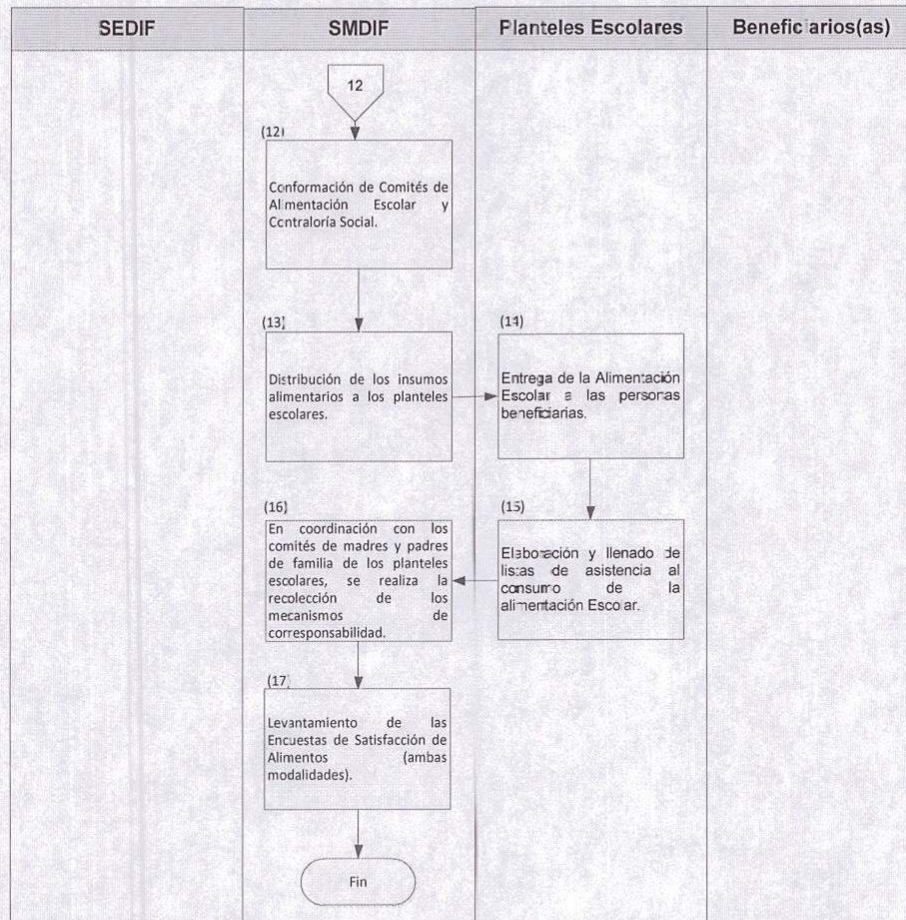 SEDIF
SMDIF
Planteles Escolares
Beneficiarios(as)
12
(12)
Conformación de Comités de
Alimentación Escolar y
Contraloría Social.
(13)
Distribución de los insumos
alimentarios a los planteles
escolares.
(14)
Entrega de la Alimentación
Escolar a las personas
beneficiarias.
(15)
Elaboración y llenado de
listas de asistencia al
consumo de la
alimentación Escolar.
(16)
En coordinación con los
comités de madres y padres
de familia de los planteles
escolares, se realiza la
recolección de los
mecanismos de
corresponsabilidad.
(17)
Levantamiento de las
Encuestas de Satisfacción de
Alimentos (ambas
modalidades).
Fin